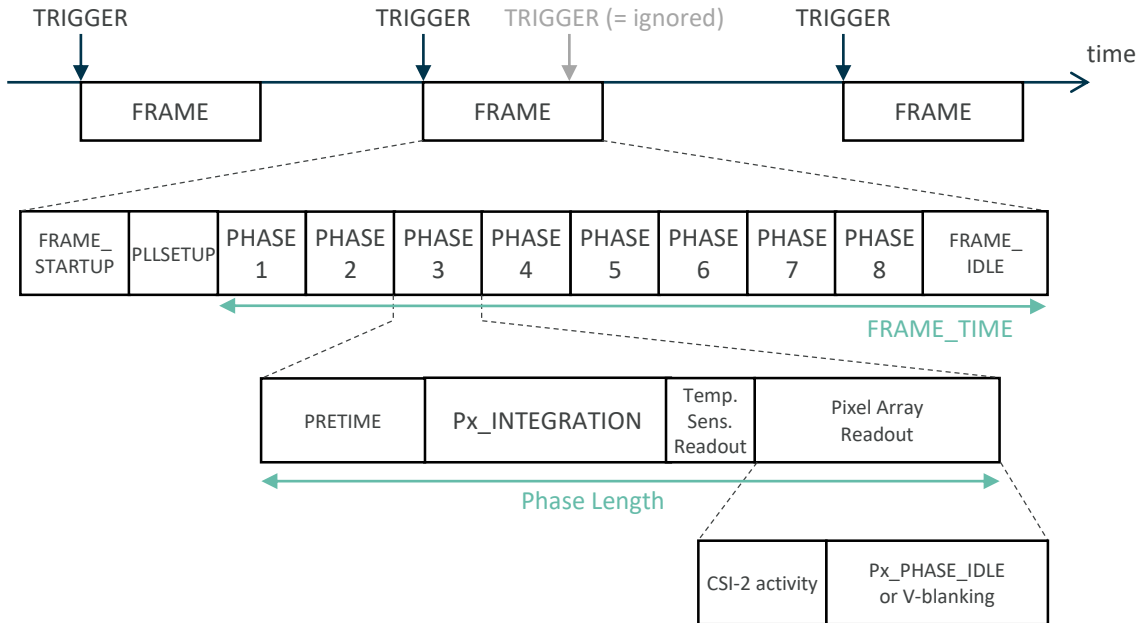 TRIGGER
TRIGGER
TRIGGER (= ignored)
TRIGGER
time
FRAME
FRAME
FRAME
FRAME_
STARTUP
PLLSETUP
PHASE
1
PHASE
2
PHASE
3
PHASE
4
PHASE
5
PHASE
6
PHASE
7
PHASE
8
FRAME_
IDLE
FRAME_TIME
PRETIME
Px_INTEGRATION
Temp.
Sens.
Readout
Pixel Array
Readout
Phase Length
CSI-2 activity
Px_PHASE_IDLE
or V-blanking